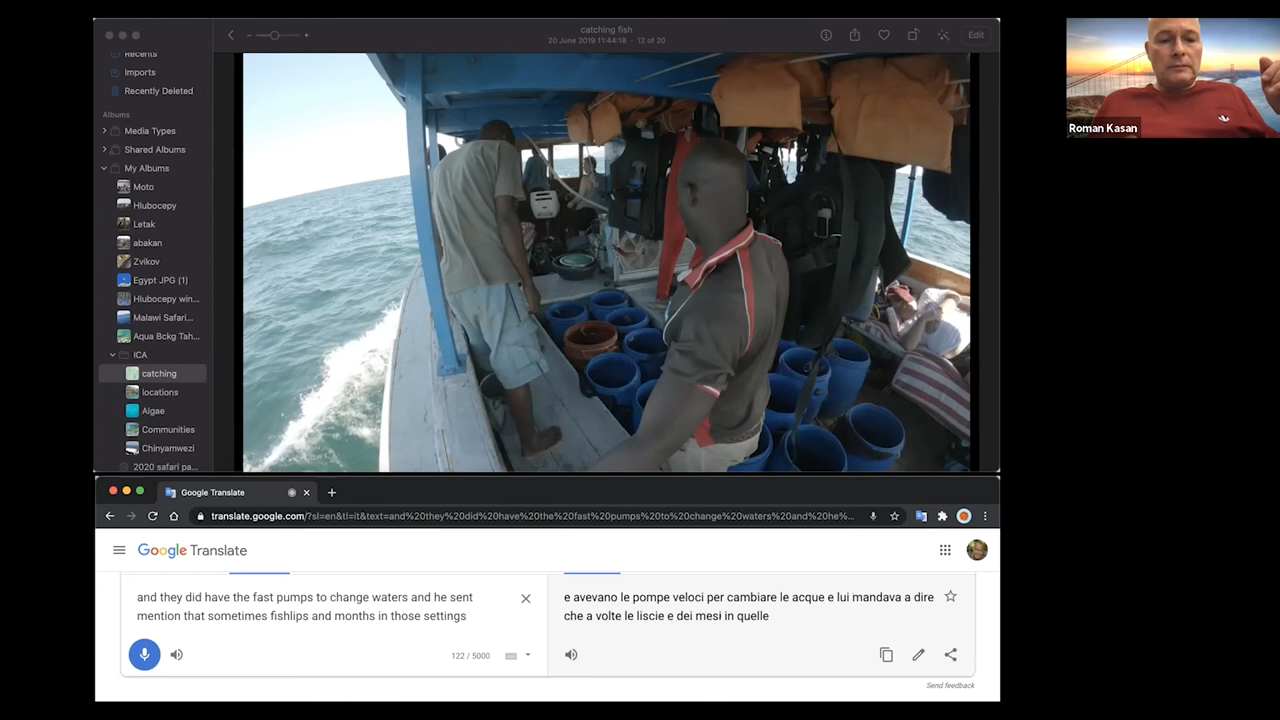 catching fish
20 June 2019 11:44:18 · 12 of 20
Edit
Recents
Imports
Recently Deleted
Albums
Media Types
Shared Albums
My Albums
Moto
Hlubocepy
Letak
abakan
Zvikov
Egypt JPG (1)
Hlubocepy win...
Malawi Safari...
Aqua Bckg Tah...
ICA
catching
locations
Algae
Communities
Chinyamwezi
2020 safari pa...
Roman Kasan
Google Translate
translate.google.com/?sl=en&tl=it&text=and%20they%20did%20have%20the%20fast%20pumps%20to%20change%20waters%20and%20he%...
Google Translate
and they did have the fast pumps to change waters and he sent
mention that sometimes fishlips and months in those settings
122 / 5000
e avevano le pompe veloci per cambiare le acque e lui mandava a dire
che a volte le liscie e dei mesi in quelle
Send feedback